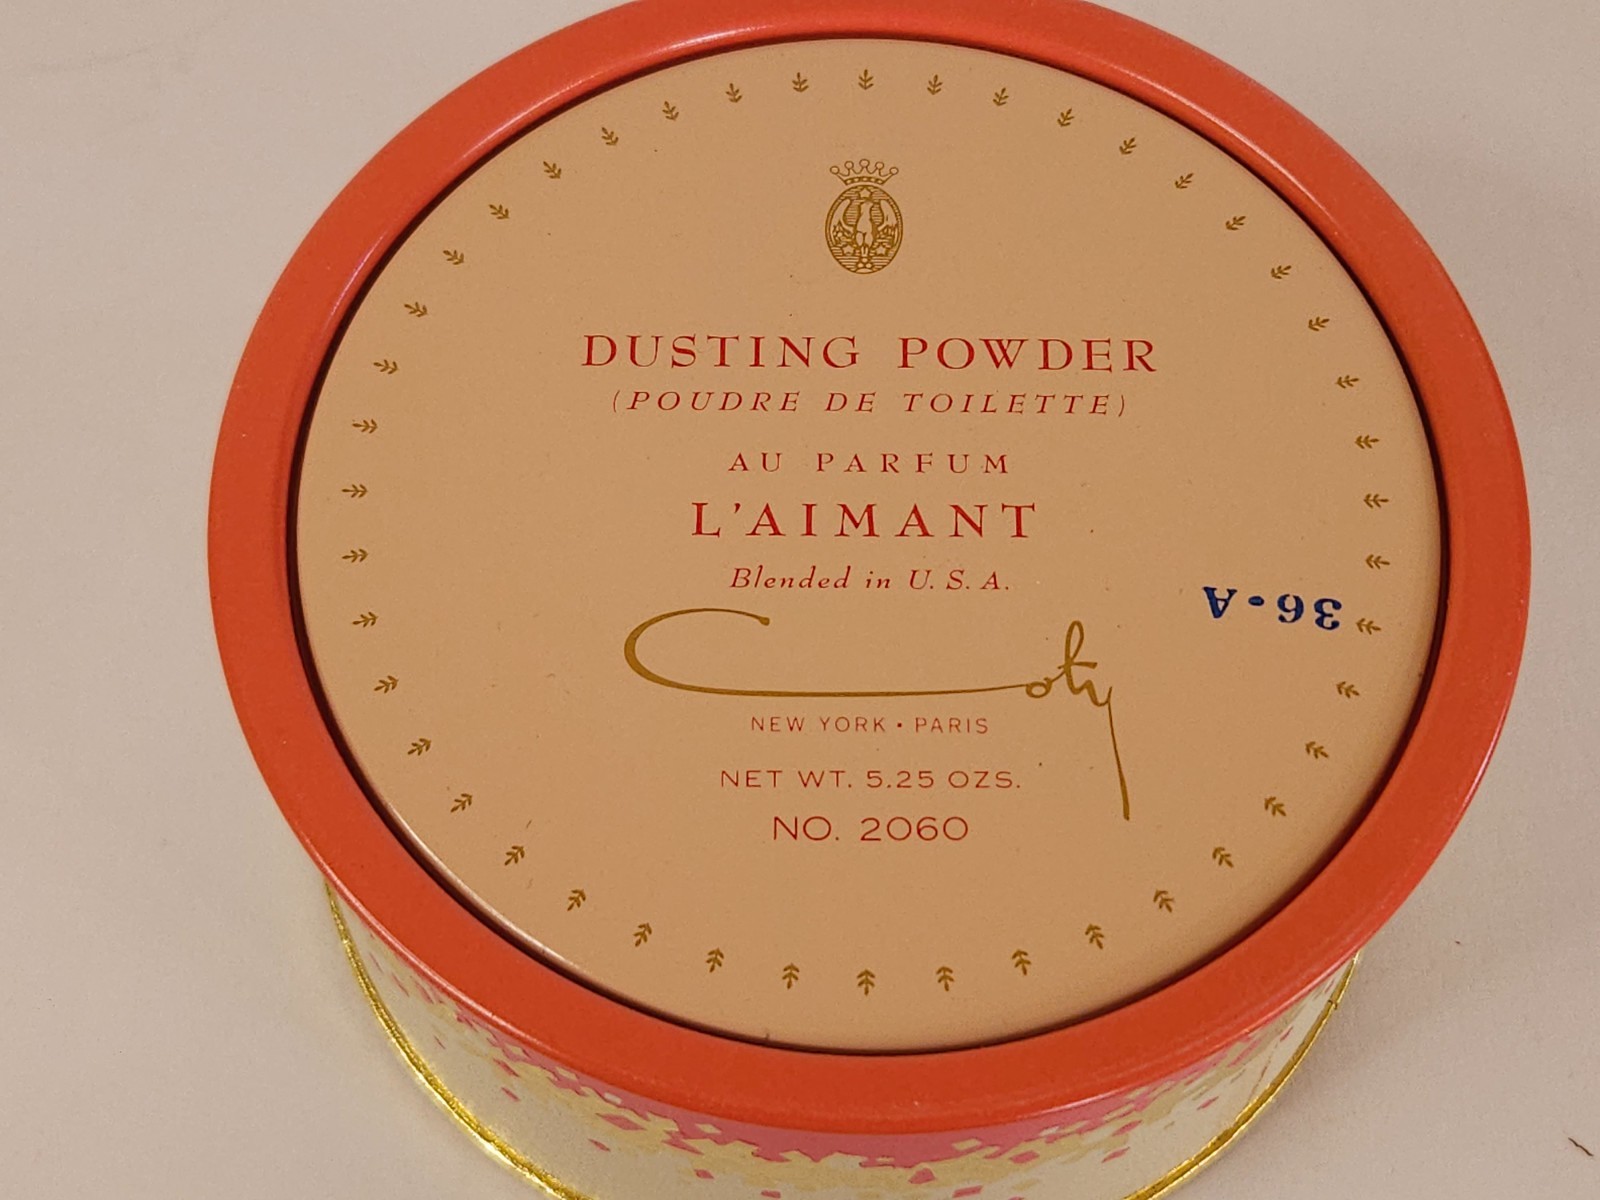 DUSTING POWDER
(POUDRE DE TOILETTE)
AU PARFUM
L'AIMANT
Blended in U. S. A.
36·A
Coty
NEW YORK · PARIS
NET WT. 5.25 OZS.
NO. 2060